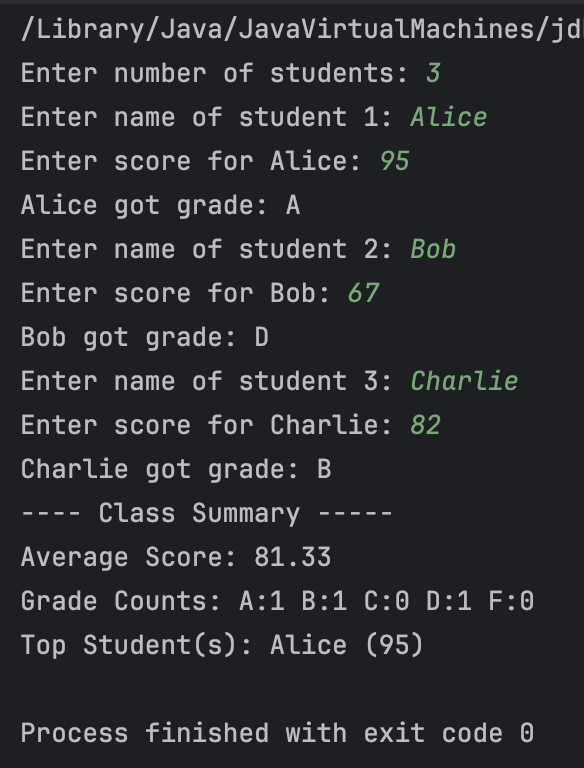 /Library/Java/JavaVirtualMachines/jd
Enter number of students: 3
Enter name of student 1: Alice
Enter score for Alice: 95
Alice got grade: A
Enter name of student 2: Bob
Enter score for Bob: 67
Bob got grade: D
Enter name of student 3: Charlie
Enter score for Charlie: 82
Charlie got grade: B
---- Class Summary -----
Average Score: 81.33
Grade Counts: A:1 B:1 C:0 D:1 F:0
Top Student(s): Alice (95)
Process finished with exit code 0